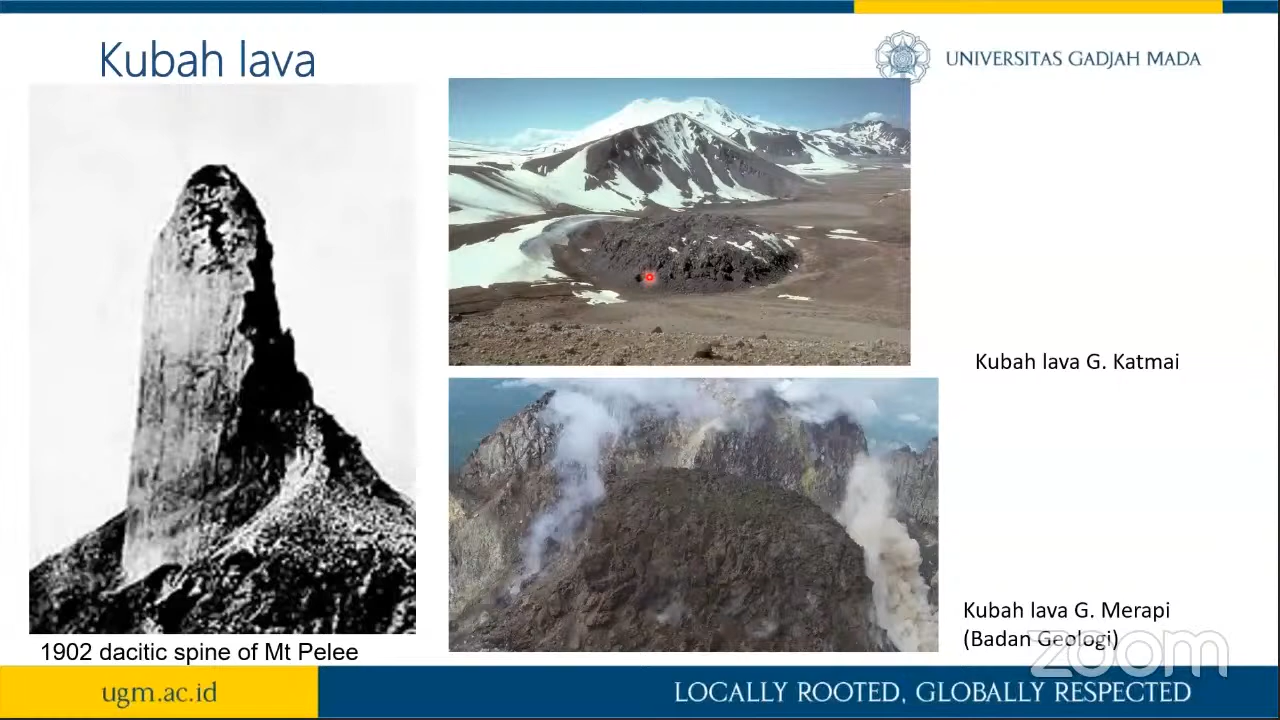 Kubah lava
UNIVERSITAS GADJAH MADA
Kubah lava G. Katmai
Kubah lava G. Merapi
(Badan Geologi)
zoom
1902 dacitic spine of Mt Pelee
ugm.ac.id
LOCALLY ROOTED, GLOBALLY RESPECTED